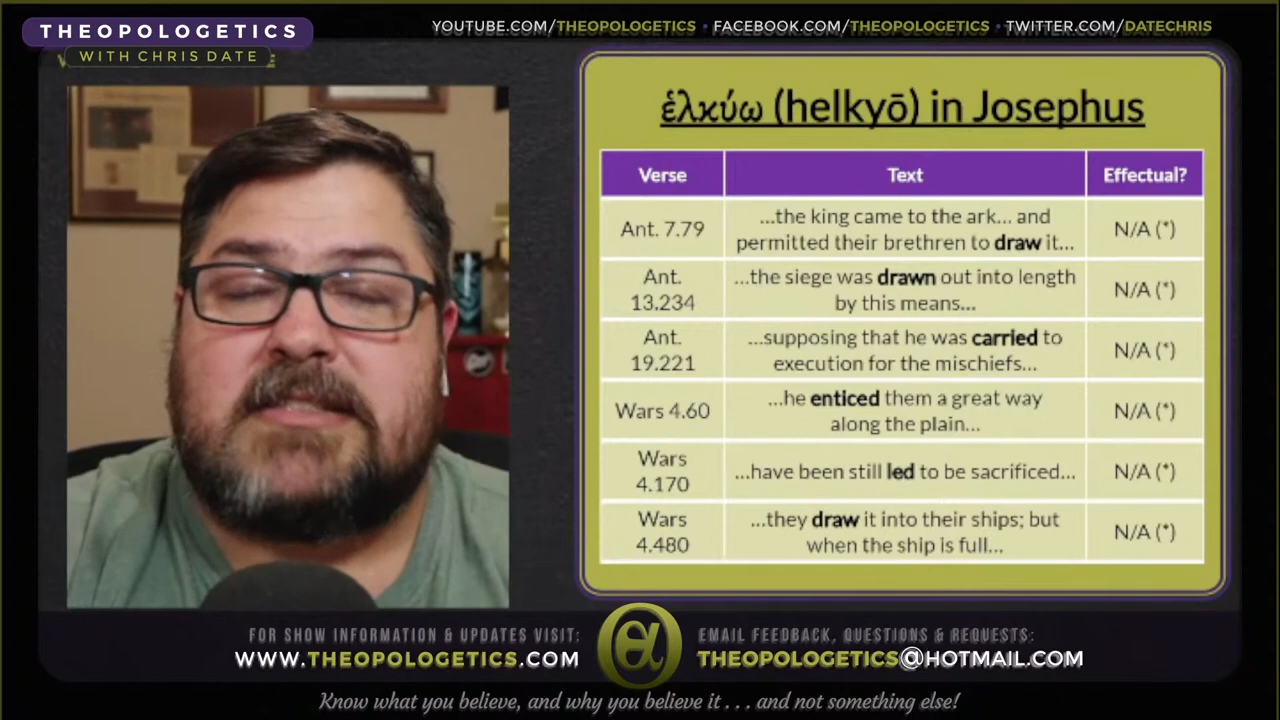 THEOPOLOGETICS
WITH CHRIS DATE
YOUTUBE.COM/THEOPOLOGETICS • FACEBOOK.COM/THEOPOLOGETICS • TWITTER.COM/DATECHRIS
ἑλκύω (helkyō) in Josephus
Verse Text Effectual?
Ant. 7.79 ...the king came to the ark... and
permitted their brethren to draw it... N/A (*)
Ant.
13.234
...the siege was drawn out into length
by this means...
N/A (*)
Ant.
19.221
...supposing that he was carried to
execution for the mischiefs...
N/A (*)
Wars 4.60
...he enticed them a great way
along the plain...
N/A (*)
Wars
4.170
...have been still led to be sacrificed...
N/A (*)
Wars
4.480
...they draw it into their ships; but
when the ship is full...
N/A (*)
FOR SHOW INFORMATION & UPDATES VISIT:
WWW.THEOPOLOGETICS.COM
EMAIL FEEDBACK, QUESTIONS & REQUESTS:
THEOPOLOGETICS@HOTMAIL.COM
Know what you believe, and why you believe it . . . and not something else!